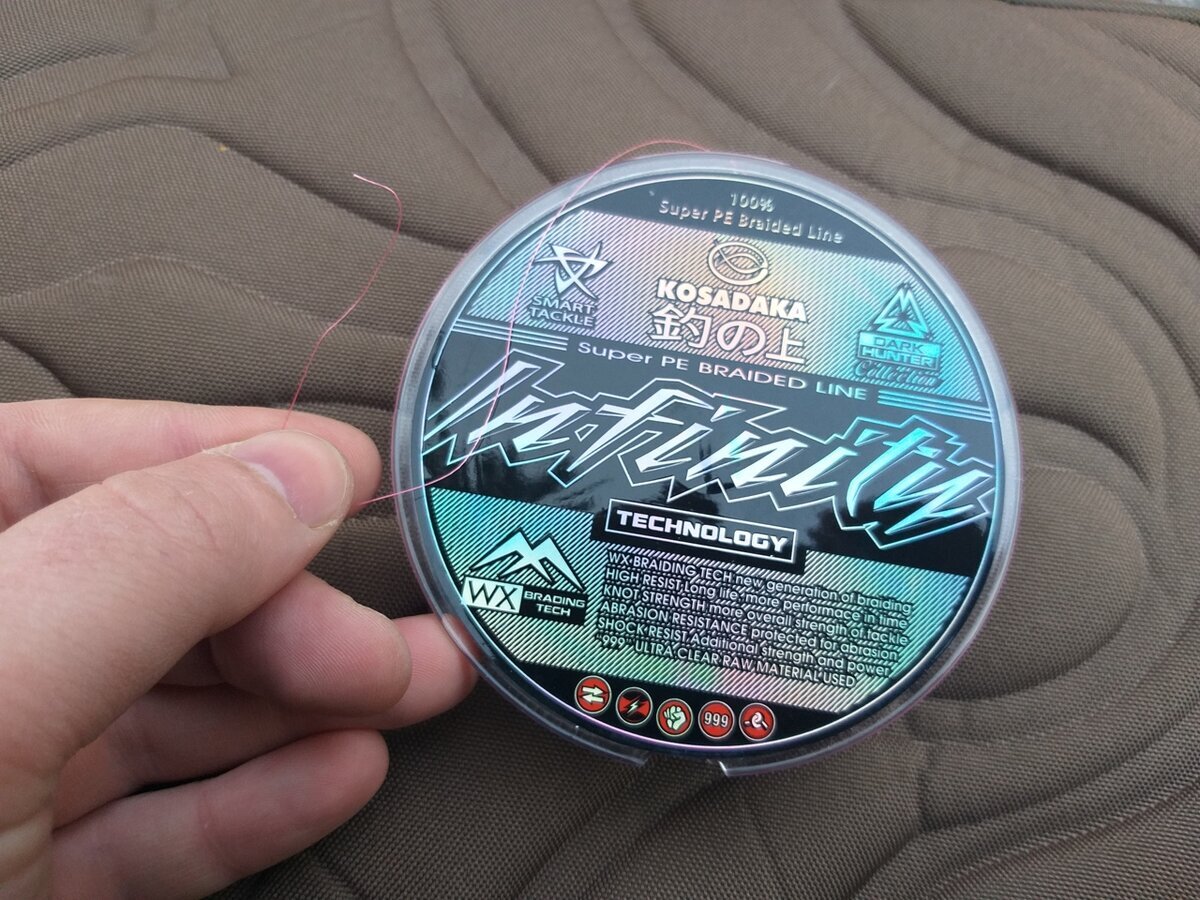 100%
Super PE Braided Line
SMART
TACKLE
KOSADAKA
釣の上
DARK
HUNTER
Collection
Super PE BRAIDED LINE
Infinity
TECHNOLOGY
WX
BRADING
TECH
WX-BRAIDING TECH new generation of braiding
HIGH RESIST Long life, more performance in time
KNOT STRENGTH more overall strength of tackle
ABRASION RESISTANCE protected for abrasion
SHOCK RESIST Additional strength and power
"999" ULTRA CLEAR RAW MATERIAL USED
999